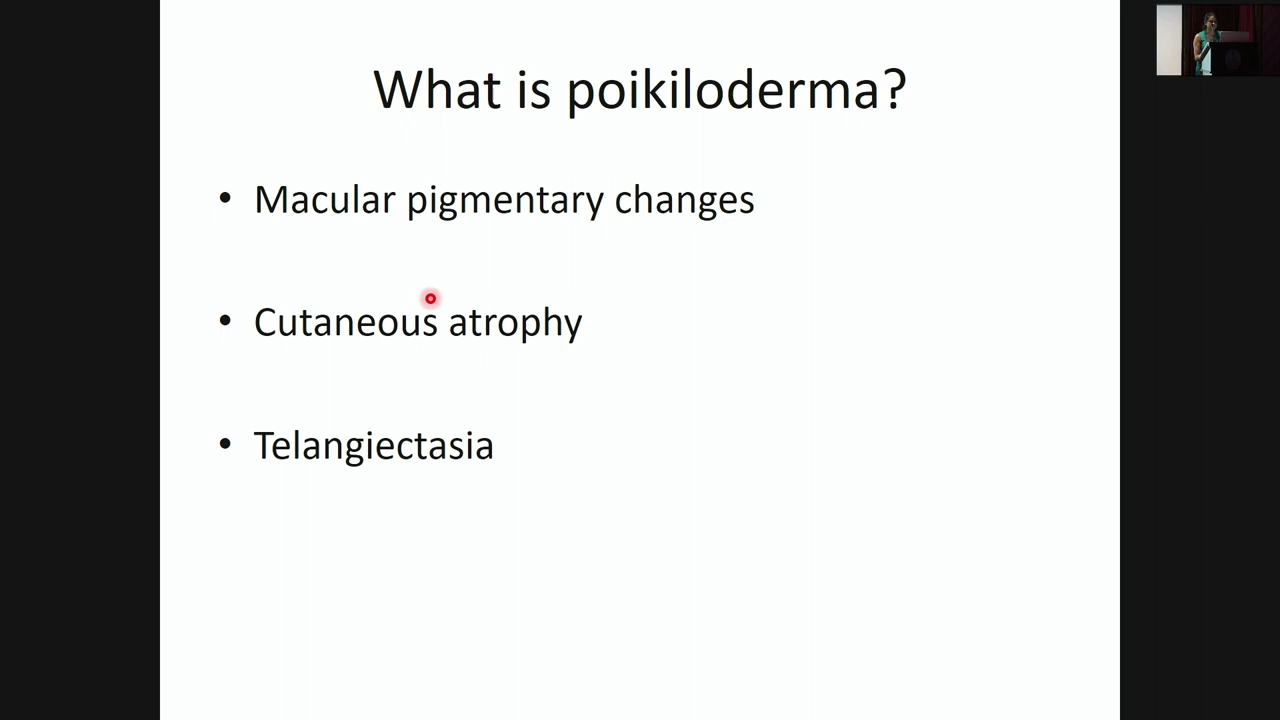 What is poikiloderma?
• Macular pigmentary changes
• Cutaneous atrophy
• Telangiectasia